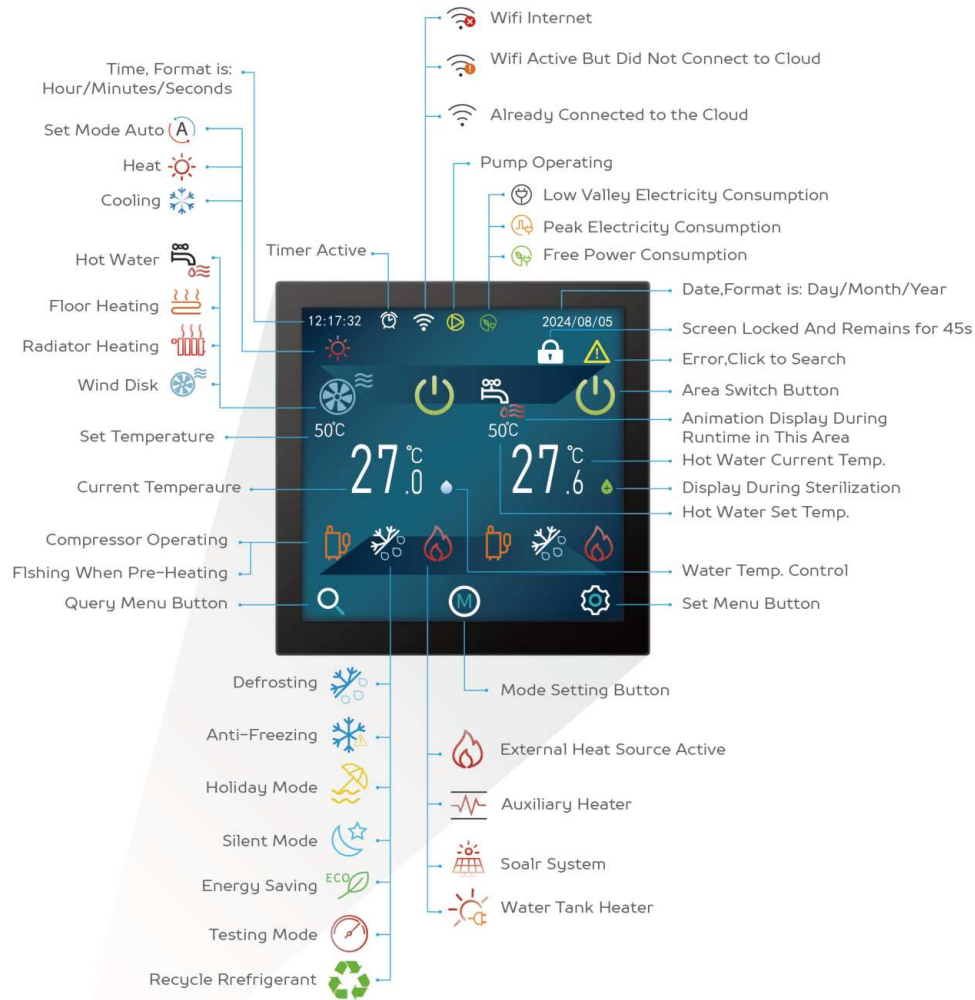 Wifi Internet
Wifi Active But Did Not Connect to Cloud
Already Connected to the Cloud
Time, Format is:
Hour/Minutes/Seconds
Set Mode Auto
A
Heat
Cooling
Pump Operating
Low Valley Electricity Consumption
Peak Electricity Consumption
Free Power Consumption
Timer Active
Hot Water
Floor Heating
Radiator Heating
Wind Disk
Set Temperature
Current Temperaure
Compressor Operating
Flshing When Pre-Heating
Query Menu Button
Date,Format is: Day/Month/Year
Screen Locked And Remains for 45s
Error,Click to Search
Area Switch Button
Animation Display During
Runtime in This Area
Hot Water Current Temp.
Display During Sterilization
Hot Water Set Temp.
Water Temp. Control
Set Menu Button
12:17:32
2024/08/05
50℃
50℃
27.0℃
27.6℃
M
Defrosting
Anti-Freezing
Holiday Mode
Silent Mode
Energy Saving
ECO
Testing Mode
Recycle Rrefrigerant
Mode Setting Button
External Heat Source Active
Auxiliary Heater
Soalr System
Water Tank Heater